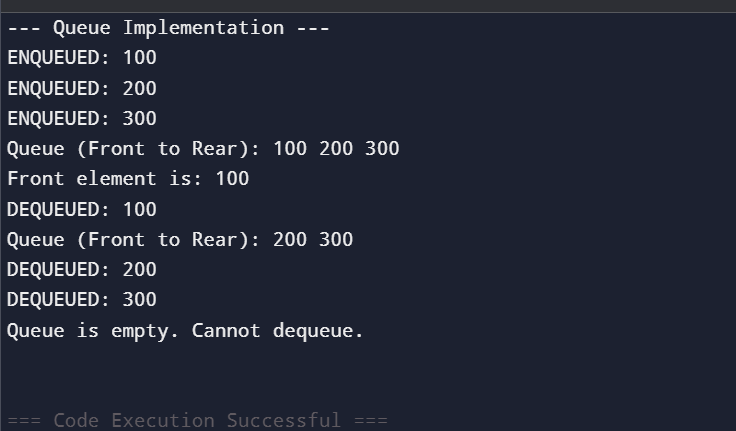 --- Queue Implementation ---
ENQUEUED: 100
ENQUEUED: 200
ENQUEUED: 300
Queue (Front to Rear): 100 200 300
Front element is: 100
DEQUEUED: 100
Queue (Front to Rear): 200 300
DEQUEUED: 200
DEQUEUED: 300
Queue is empty. Cannot dequeue.
=== Code Execution Successful ===